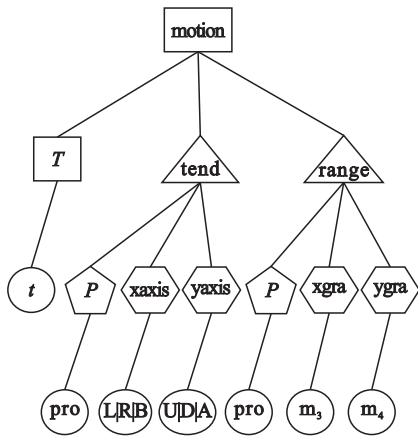 motion
T tend range
t P xaxis yaxis P xgra ygra
pro L|R|B U|D|A pro m₃ m₄